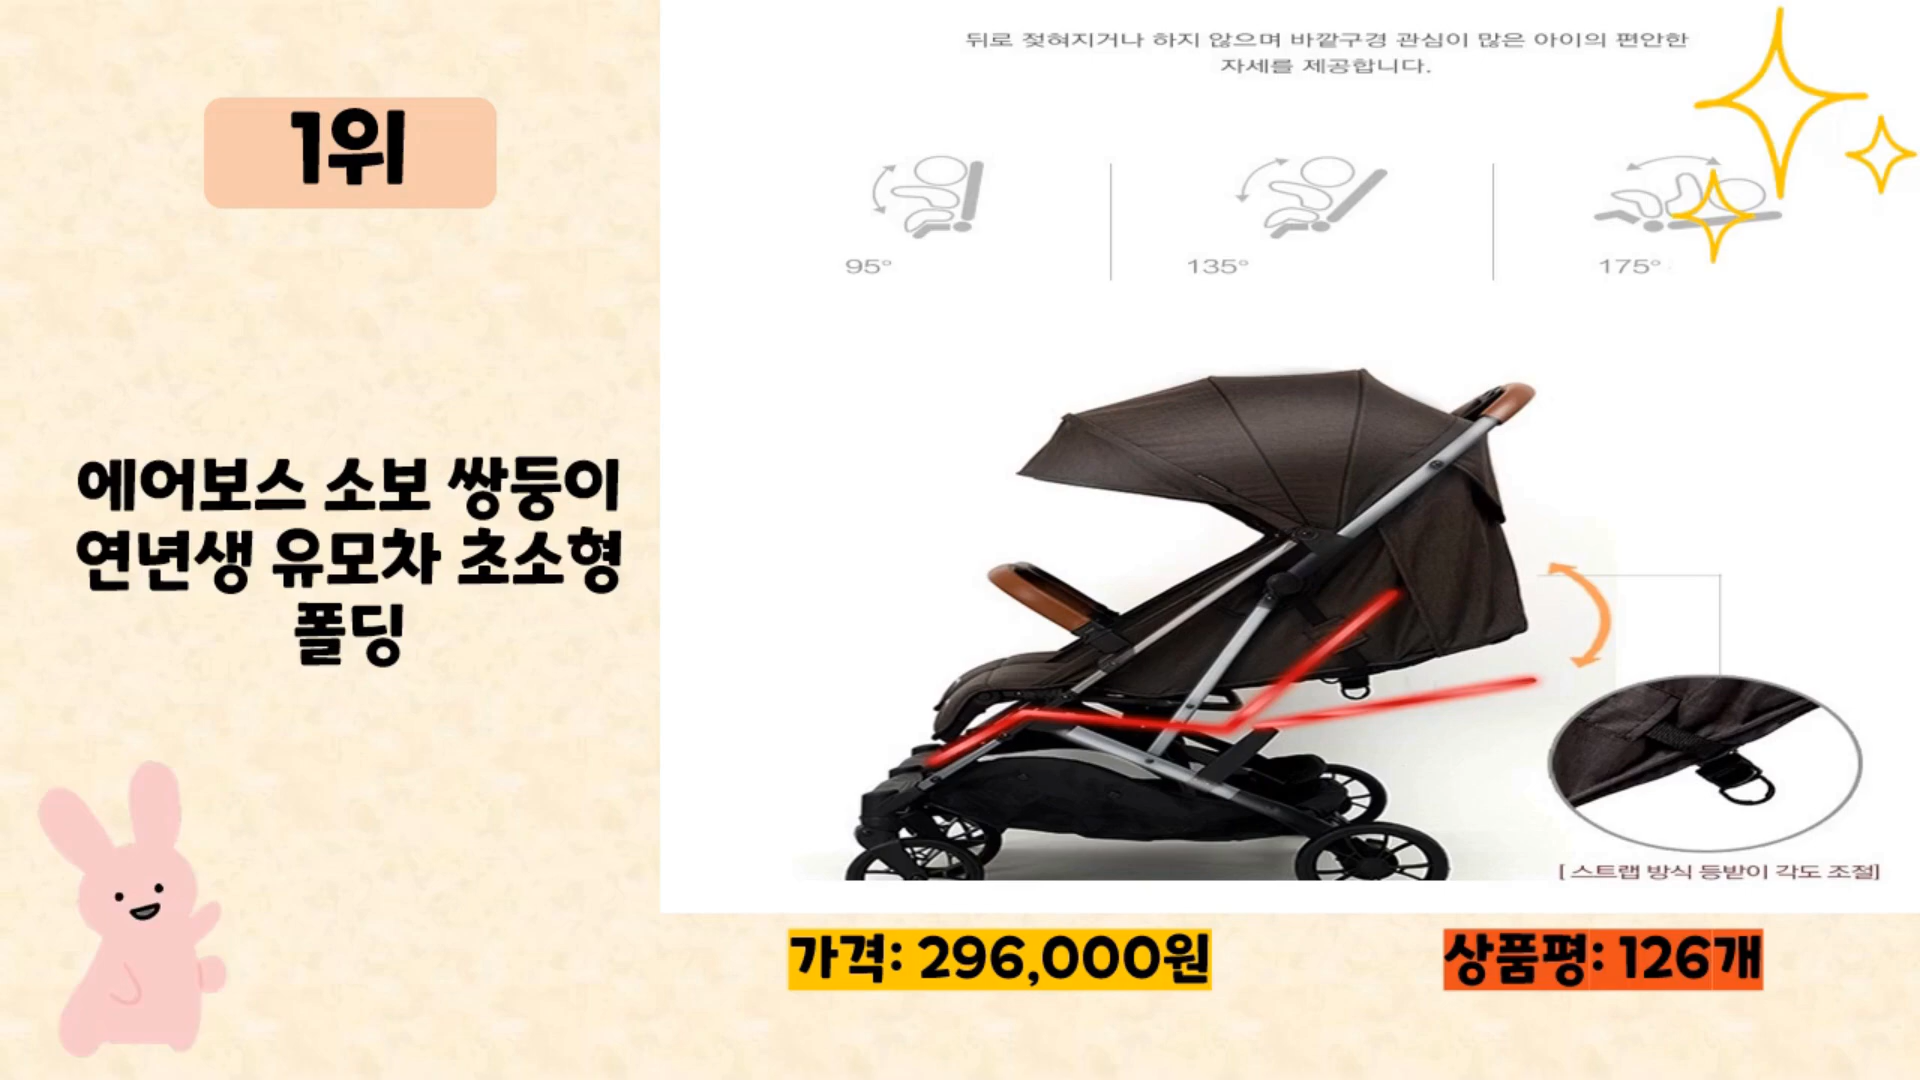 1위
에어보스 소보 쌍둥이
연년생 유모차 초소형
폴딩
뒤로 젖혀지거나 하지 않으며 바깥구경 관심이 많은 아이의 편안한
자세를 제공합니다.
95°
135°
175°
[ 스트랩 방식 등받이 각도 조절]
가격: 296,000원
상품평: 126개